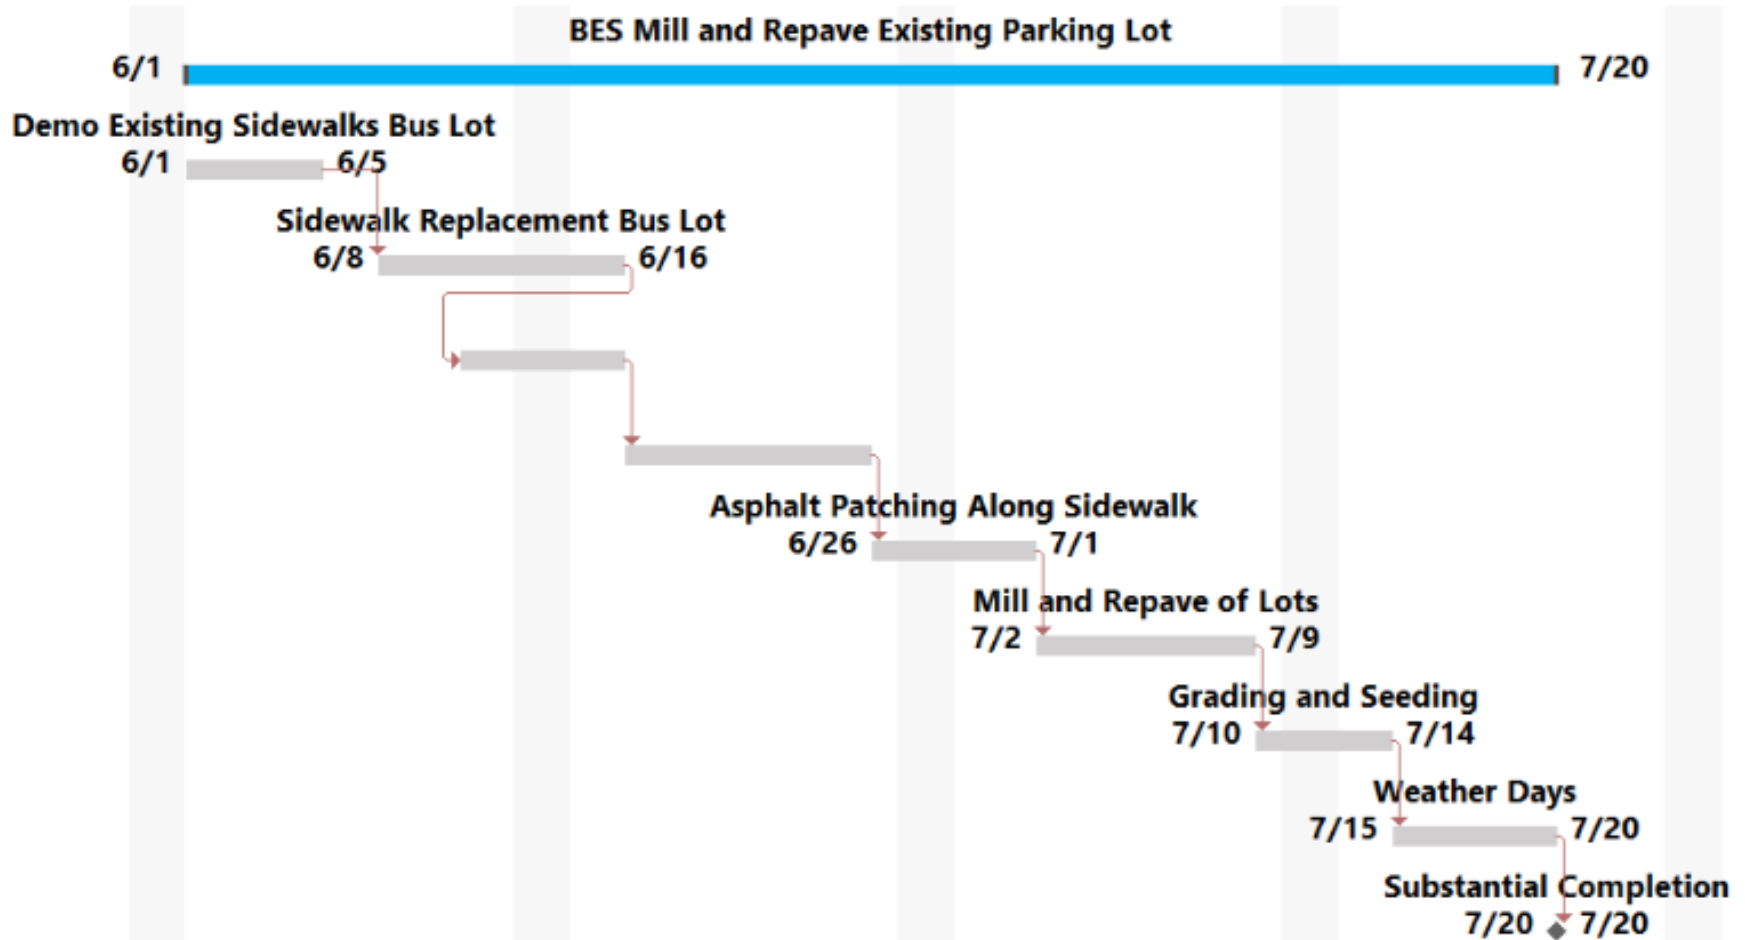 BES Mill and Repave Existing Parking Lot
6/1 7/20
Demo Existing Sidewalks Bus Lot
6/1 6/5
Sidewalk Replacement Bus Lot
6/8 6/16
Asphalt Patching Along Sidewalk
6/26 7/1
Mill and Repave of Lots
7/2 7/9
Grading and Seeding
7/10 7/14
Weather Days
7/15 7/20
Substantial Completion
7/20 7/20